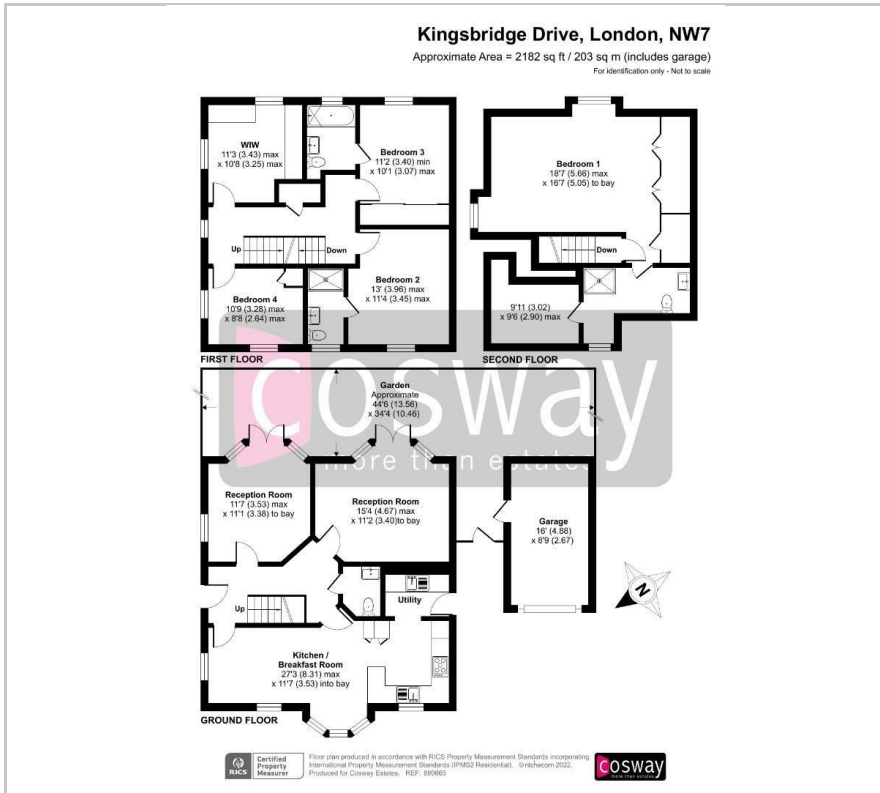 Kingsbridge Drive, London, NW7
Approximate Area = 2182 sq ft / 203 sq m (includes garage)
For identification only - Not to scale
WIW
11'3 (3.43) max
x 10'8 (3.25) max
Bedroom 3
11'2 (3.40) min
x 10'1 (3.07) max
Up
Down
Bedroom 2
13' (3.96) max
x 11'4 (3.45) max
Bedroom 4
10'9 (3.28) max
x 8'8 (2.64) max
FIRST FLOOR
Bedroom 1
18'7 (5.66) max
x 16'7 (5.05) to bay
Down
9'11 (3.02)
x 9'6 (2.90) max
SECOND FLOOR
cosway
more than estates
Garden
Approximate
44'6 (13.56)
x 34'4 (10.46)
Reception Room
11'7 (3.53) max
x 11'1 (3.38) to bay
Reception Room
15'4 (4.67) max
x 11'2 (3.40)to bay
Garage
16' (4.88)
x 8'9 (2.67)
N
Up
Utility
Kitchen /
Breakfast Room
27'3 (8.31) max
x 11'7 (3.53) into bay
GROUND FLOOR
RICS
Certified
Property
Measurer
Floor plan produced in accordance with RICS Property Measurement Standards incorporating
International Property Measurement Standards (IPMS2 Residential). ©nichecom 2022.
Produced for Cosway Estates. REF: 880665
cosway
more than estates